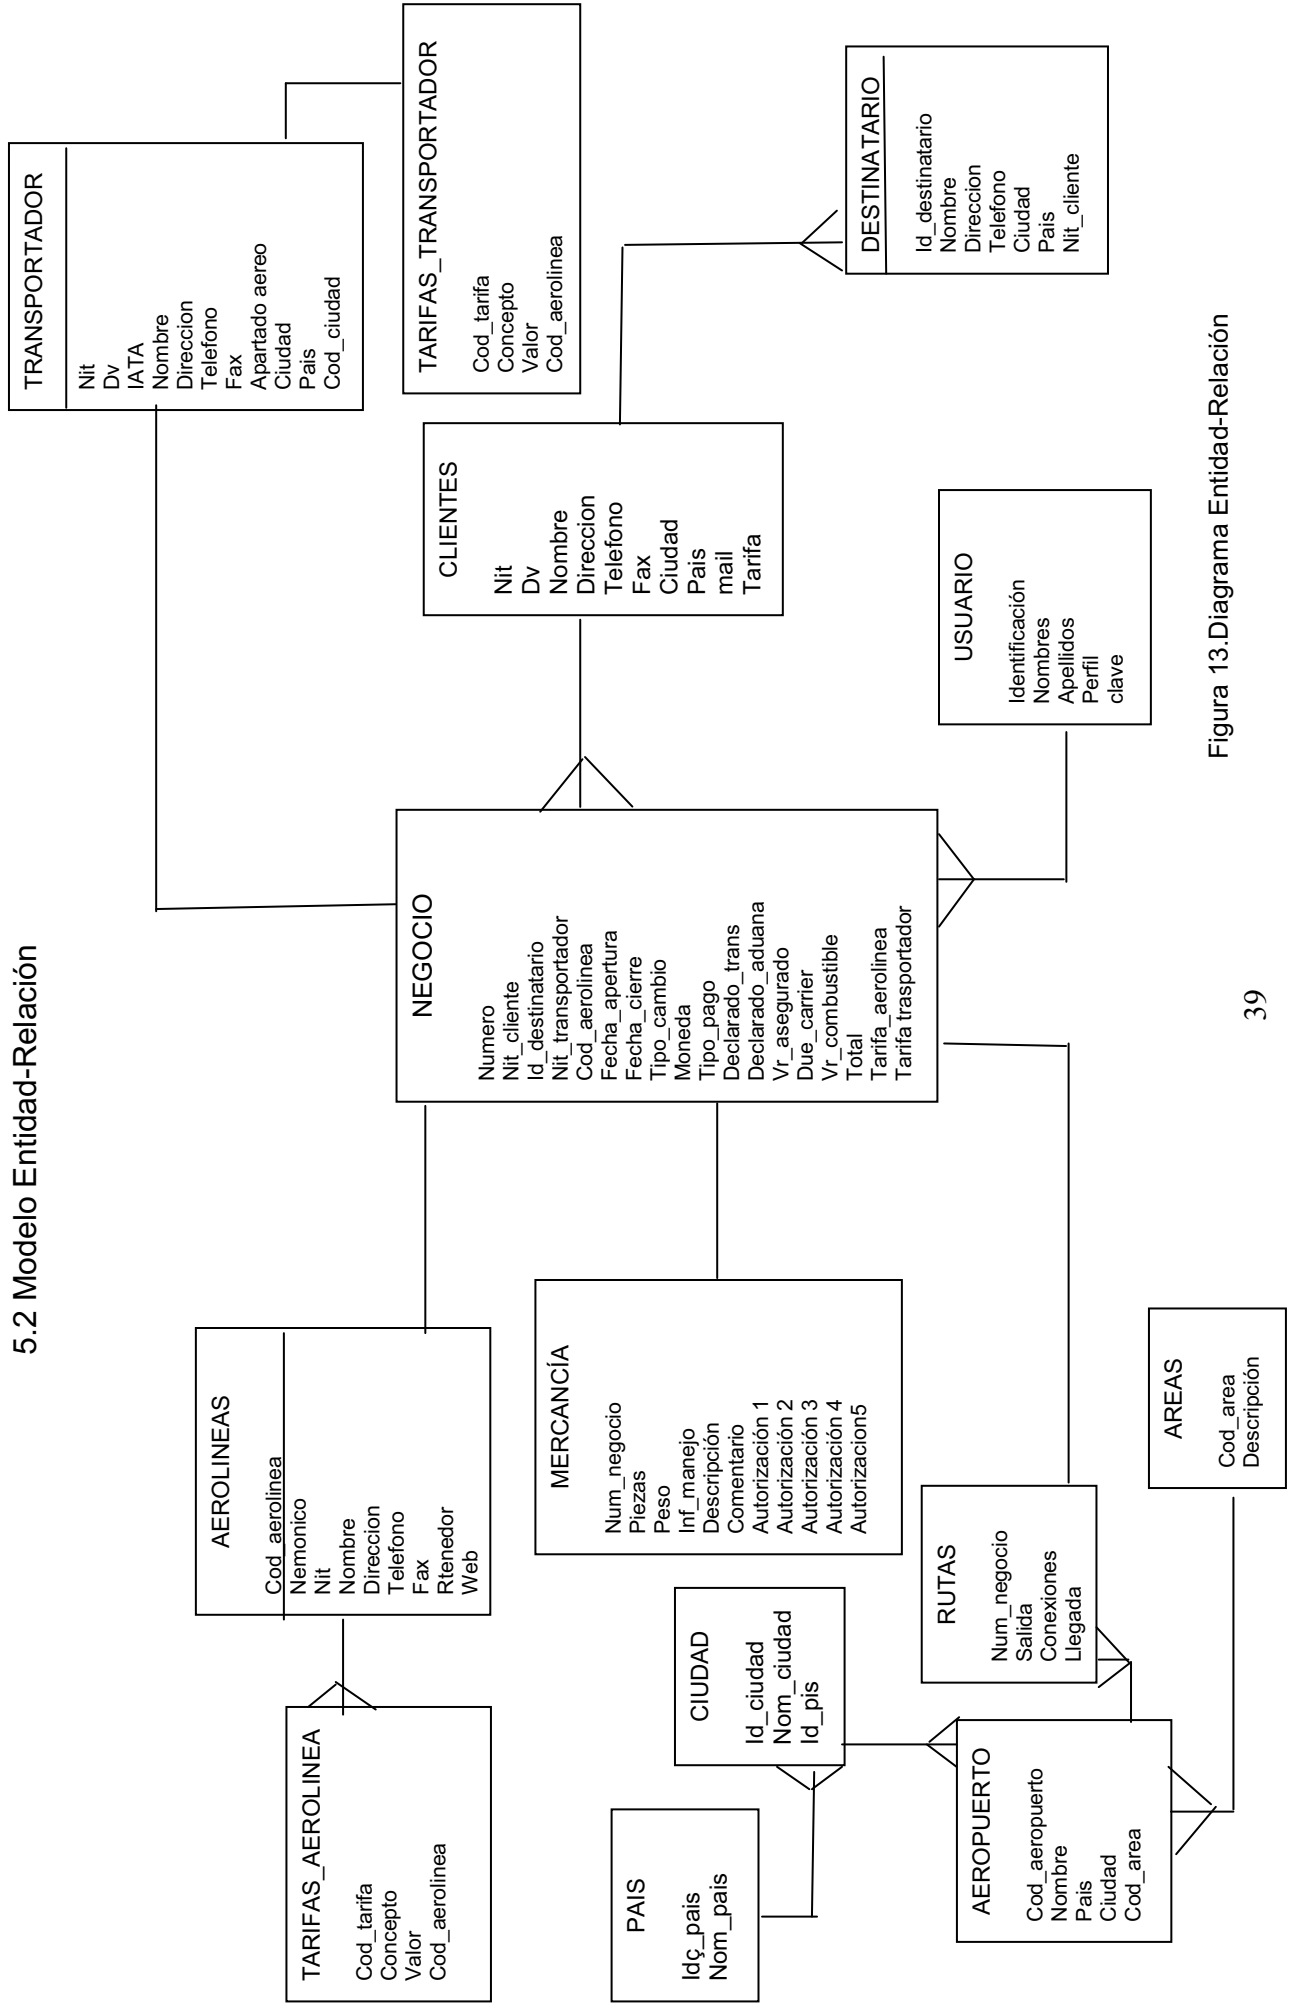 5.2 Modelo Entidad-Relación
TARIFAS_AEROLINEA
Cod_tarifa
Concepto
Valor
Cod_aerolinea
AEROLINEAS
Cod_aerolinea
Nemonico
Nit
Nombre
Direccion
Telefono
Fax
Rtenedor
Web
TRANSPORTADOR
Nit
Dv
IATA
Nombre
Direccion
Telefono
Fax
Apartado aereo
Ciudad
Pais
Cod_ciudad
TARIFAS_TRANSPORTADOR
Cod_tarifa
Concepto
Valor
Cod_aerolinea
NEGOCIO
Numero
Nit_cliente
Id_destinatario
Nit_transportador
Cod_aerolinea
Fecha_apertura
Fecha_cierre
Tipo_cambio
Moneda
Tipo_pago
Declarado_trans
Declarado_aduana
Vr_asegurado
Due_carrier
Vr_combustible
Total
Tarifa_aerolinea
Tarifa trasportador
CLIENTES
Nit
Dv
Nombre
Direccion
Telefono
Fax
Ciudad
Pais
mail
Tarifa
MERCANCÍA
Num_negocio
Piezas
Peso
Inf_manejo
Descripción
Comentario
Autorización 1
Autorización 2
Autorización 3
Autorización 4
Autorizacion5
PAIS
Idç_pais
Nom_pais
CIUDAD
Id_ciudad
Nom_ciudad
Id_pis
DESTINATARIO
Id_destinatario
Nombre
Direccion
Telefono
Ciudad
Pais
Nit_cliente
RUTAS
Num_negocio
Salida
Conexiones
Llegada
USUARIO
Identificación
Nombres
Apellidos
Perfil
clave
AEROPUERTO
Cod_aeropuerto
Nombre
Pais
Ciudad
Cod_area
AREAS
Cod_area
Descripción
Figura 13.Diagrama Entidad-Relación
39